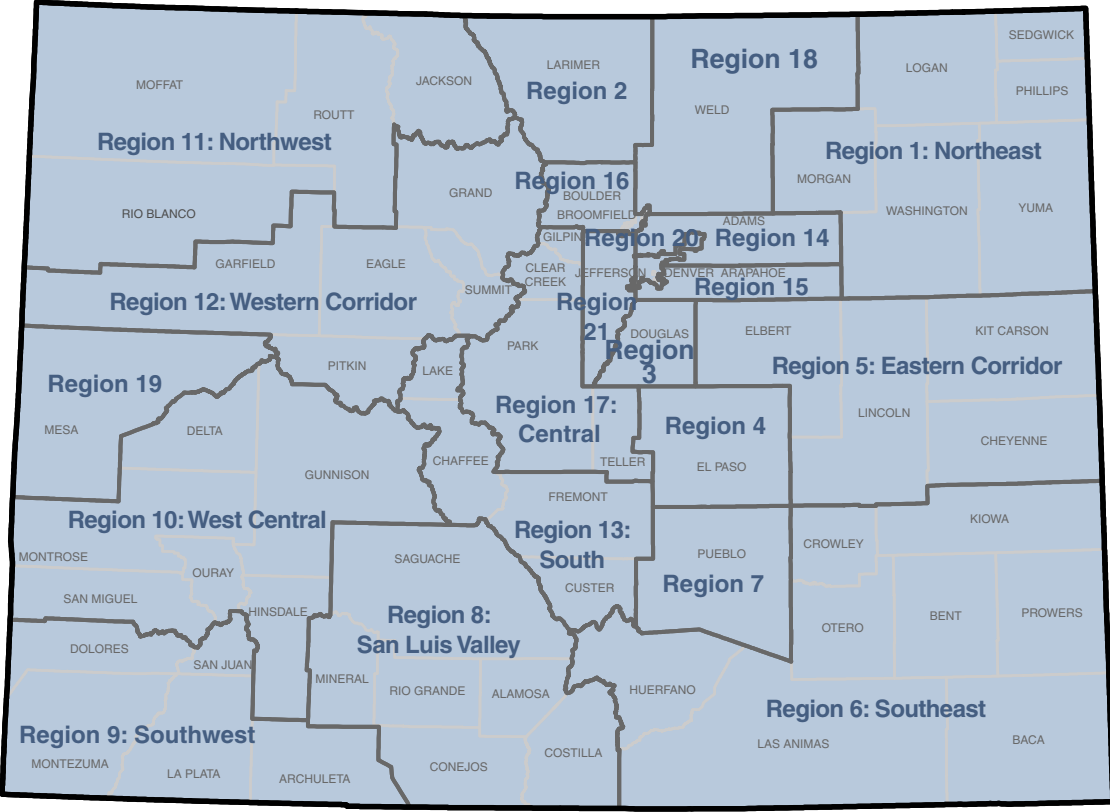 SEDGWICK
LARIMER
Region 18
LOGAN
MOFFAT
JACKSON
Region 2
PHILLIPS
ROUTT
WELD
Region 11: Northwest
Region 1: Northeast
Region 16
MORGAN
GRAND
BOULDER
RIO BLANCO
BROOMFIELD
WASHINGTON
YUMA
ADAMS
GILPIN
Region 20
Region 14
GARFIELD
EAGLE
CLEAR
CREEK
JEFFERSON
DENVER
ARAPAHOE
SUMMIT
Region 15
Region 12: Western Corridor
Region
21
DOUGLAS
ELBERT
KIT CARSON
PARK
Region
3
PITKIN
LAKE
Region 5: Eastern Corridor
Region 19
Region 17:
Central
LINCOLN
MESA
DELTA
Region 4
CHEYENNE
CHAFFEE
TELLER
EL PASO
GUNNISON
FREMONT
Region 10: West Central
KIOWA
Region 13:
South
MONTROSE
SAGUACHE
PUEBLO
CROWLEY
OURAY
CUSTER
Region 7
SAN MIGUEL
HINSDALE
Region 8:
San Luis Valley
OTERO
BENT
PROWERS
DOLORES
SAN JUAN
MINERAL
RIO GRANDE
ALAMOSA
HUERFANO
Region 6: Southeast
Region 9: Southwest
LAS ANIMAS
BACA
MONTEZUMA
LA PLATA
ARCHULETA
CONEJOS
COSTILLA